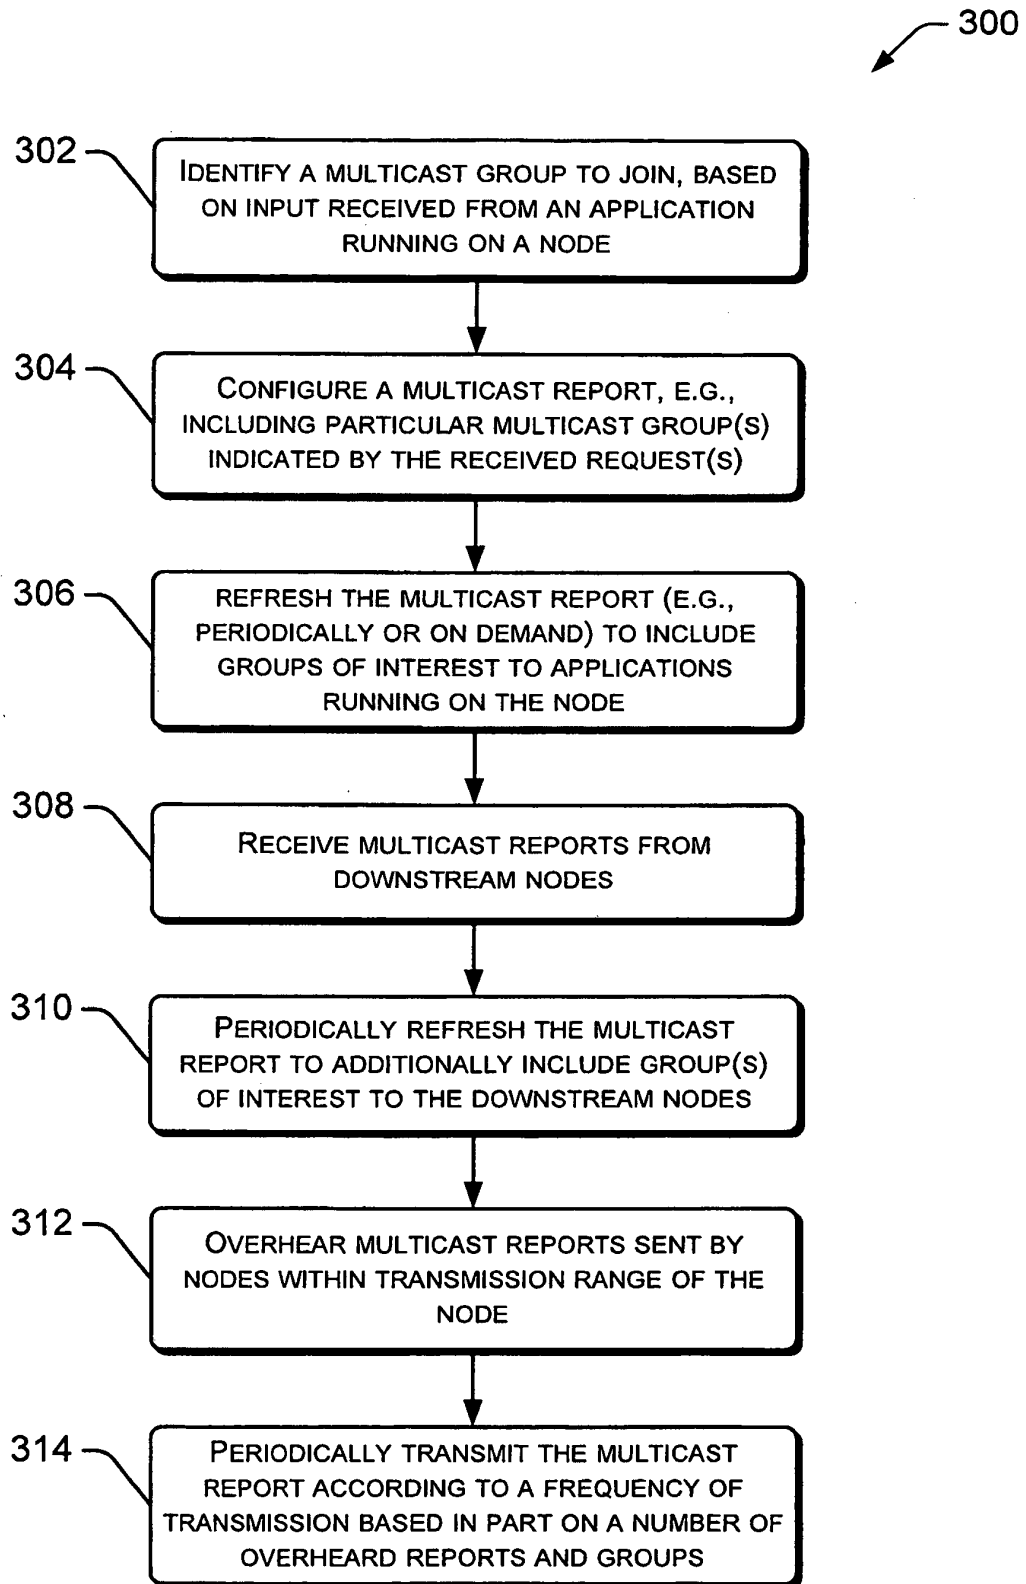 300
302
IDENTIFY A MULTICAST GROUP TO JOIN, BASED
ON INPUT RECEIVED FROM AN APPLICATION
RUNNING ON A NODE
304
CONFIGURE A MULTICAST REPORT, E.G.,
INCLUDING PARTICULAR MULTICAST GROUP(S)
INDICATED BY THE RECEIVED REQUEST(S)
306
REFRESH THE MULTICAST REPORT (E.G.,
PERIODICALLY OR ON DEMAND) TO INCLUDE
GROUPS OF INTEREST TO APPLICATIONS
RUNNING ON THE NODE
308
RECEIVE MULTICAST REPORTS FROM
DOWNSTREAM NODES
310
PERIODICALLY REFRESH THE MULTICAST
REPORT TO ADDITIONALLY INCLUDE GROUP(S)
OF INTEREST TO THE DOWNSTREAM NODES
312
OVERHEAR MULTICAST REPORTS SENT BY
NODES WITHIN TRANSMISSION RANGE OF THE
NODE
314
PERIODICALLY TRANSMIT THE MULTICAST
REPORT ACCORDING TO A FREQUENCY OF
TRANSMISSION BASED IN PART ON A NUMBER OF
OVERHEARD REPORTS AND GROUPS